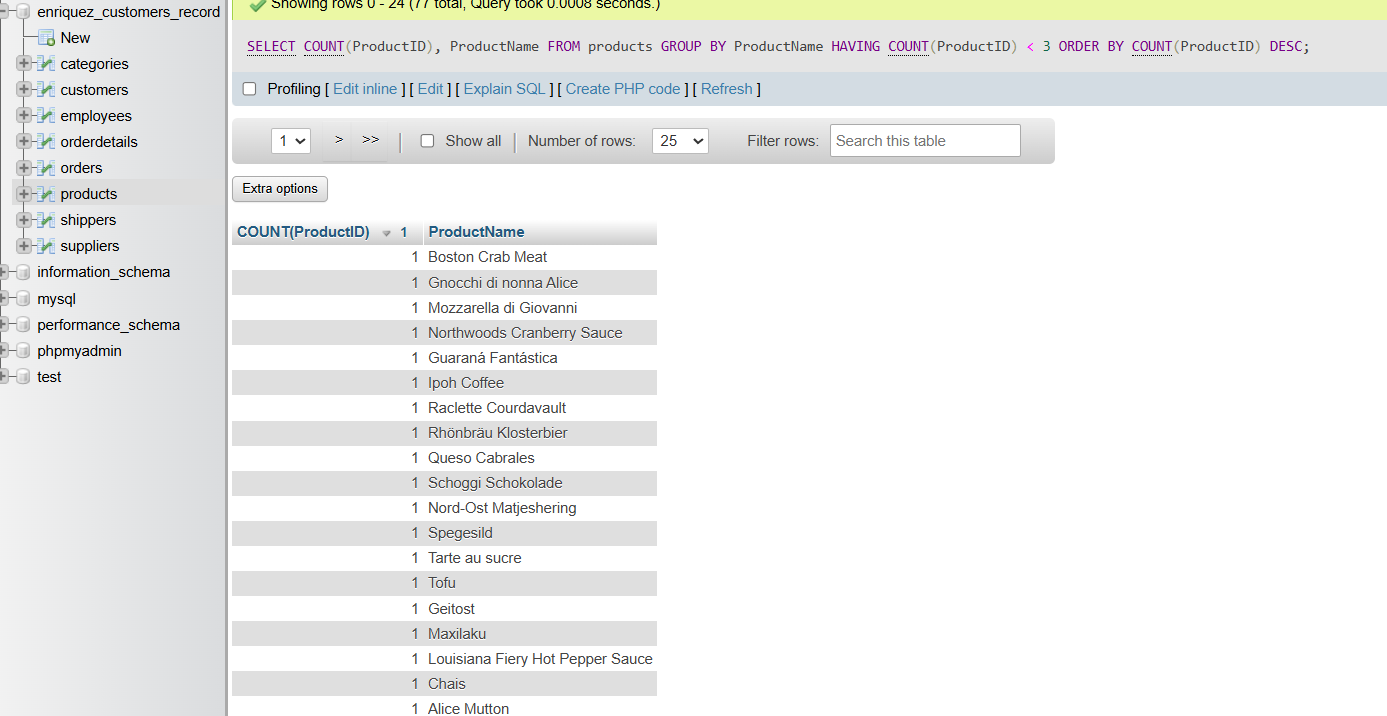 enriquez_customers_record
New
categories
customers
employees
orderdetails
orders
products
shippers
suppliers
information_schema
mysql
performance_schema
phpmyadmin
test
Showing rows 0 - 24 (77 total, Query took 0.0008 seconds.)
SELECT COUNT(ProductID), ProductName FROM products GROUP BY ProductName HAVING COUNT(ProductID) < 3 ORDER BY COUNT(ProductID) DESC;
Profiling [ Edit inline ] [ Edit ] [ Explain SQL ] [ Create PHP code ] [ Refresh ]
1 > >> | Show all | Number of rows: 25 Filter rows: Search this table
Extra options
COUNT(ProductID) 1 ProductName
1 Boston Crab Meat
1 Gnocchi di nonna Alice
1 Mozzarella di Giovanni
1 Northwoods Cranberry Sauce
1 Guaraná Fantástica
1 Ipoh Coffee
1 Raclette Courdavault
1 Rhönbräu Klosterbier
1 Queso Cabrales
1 Schoggi Schokolade
1 Nord-Ost Matjeshering
1 Spegesild
1 Tarte au sucre
1 Tofu
1 Geitost
1 Maxilaku
1 Louisiana Fiery Hot Pepper Sauce
1 Chais
1 Alice Mutton